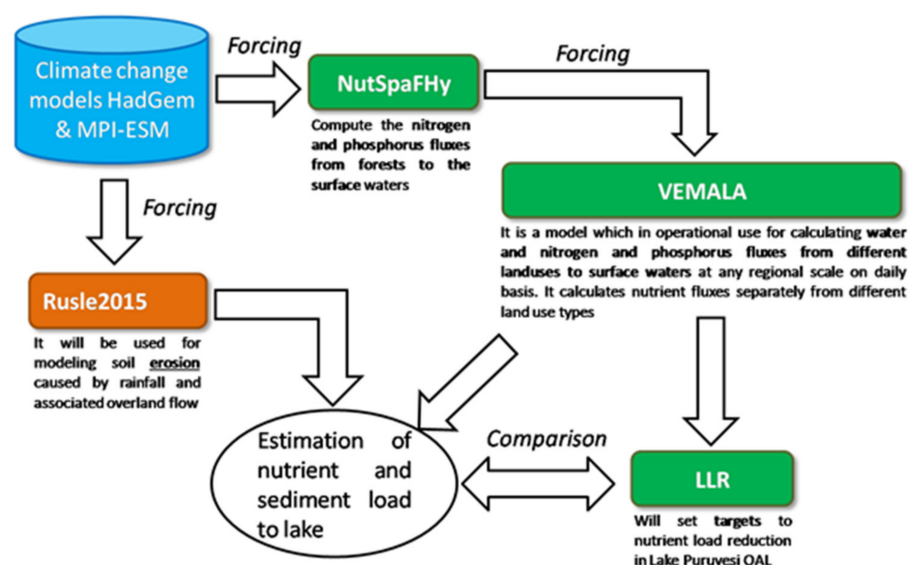 Forcing
Forcing
Climate change
models HadGem
& MPI-ESM
NutSpaFHy
Compute the nitrogen
and phosphorus fluxes
from forests to the
surface waters
VEMALA
It is a model which in operational use for calculating water
and nitrogen and phosphorus fluxes from different
landuses to surface waters at any regional scale on daily
basis. It calculates nutrient fluxes separately from different
land use types
Forcing
Rusle2015
It will be used for
modeling soil erosion
caused by rainfall and
associated overland flow
Estimation of
nutrient and
sediment load
to lake
Comparison
LLR
Will set targets to
nutrient load reduction
in Lake Puruvesi OAL